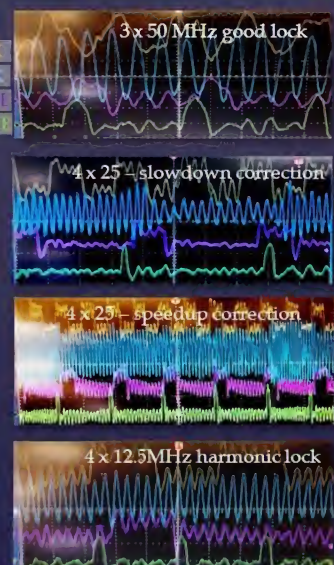 3 x 50 MHz good lock
4 x 25 – slowdown correction
4 x 25 – speedup correction
4 x 12.5MHz harmonic lock